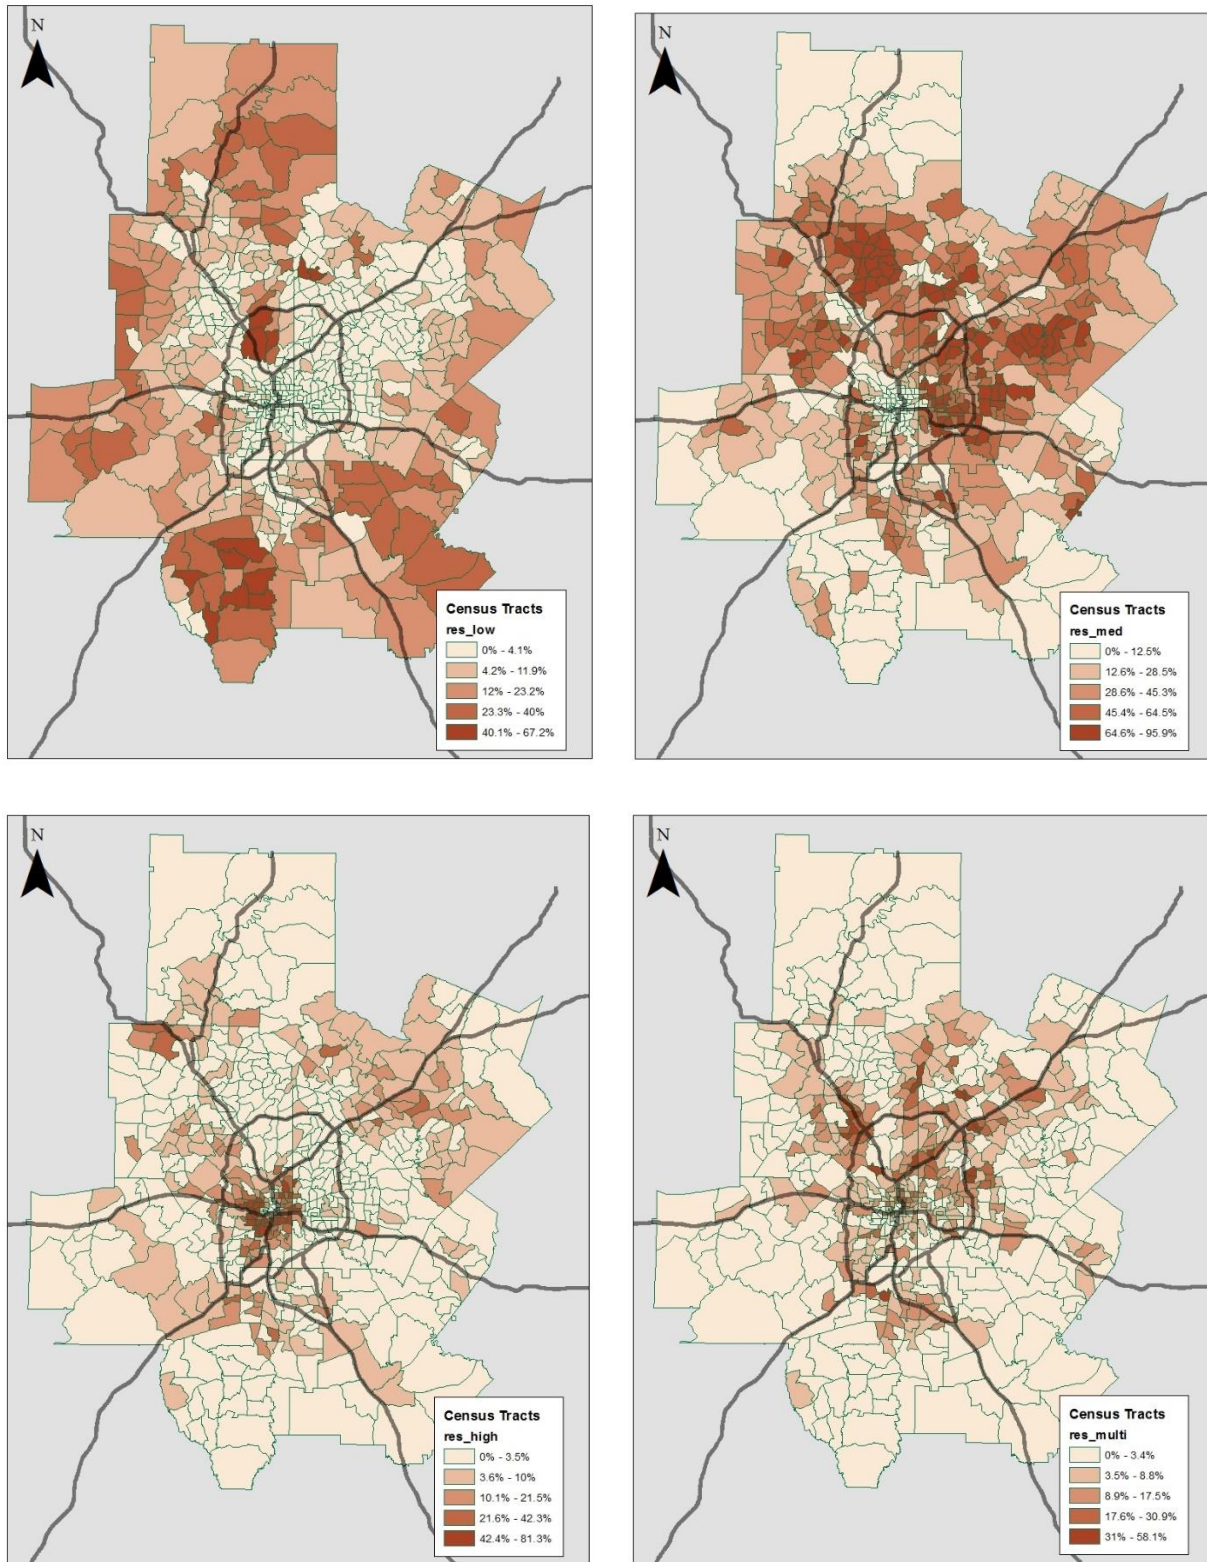 N
Census Tracts
res_low
0% - 4.1%
4.2% - 11.9%
12% - 23.2%
23.3% - 40%
40.1% - 67.2%
N
Census Tracts
res_med
0% - 12.5%
12.6% - 28.5%
28.6% - 45.3%
45.4% - 64.5%
64.6% - 95.9%
N
Census Tracts
res_high
0% - 3.5%
3.6% - 10%
10.1% - 21.5%
21.6% - 42.3%
42.4% - 81.3%
N
Census Tracts
res_multi
0% - 3.4%
3.5% - 8.8%
8.9% - 17.5%
17.6% - 30.9%
31% - 58.1%